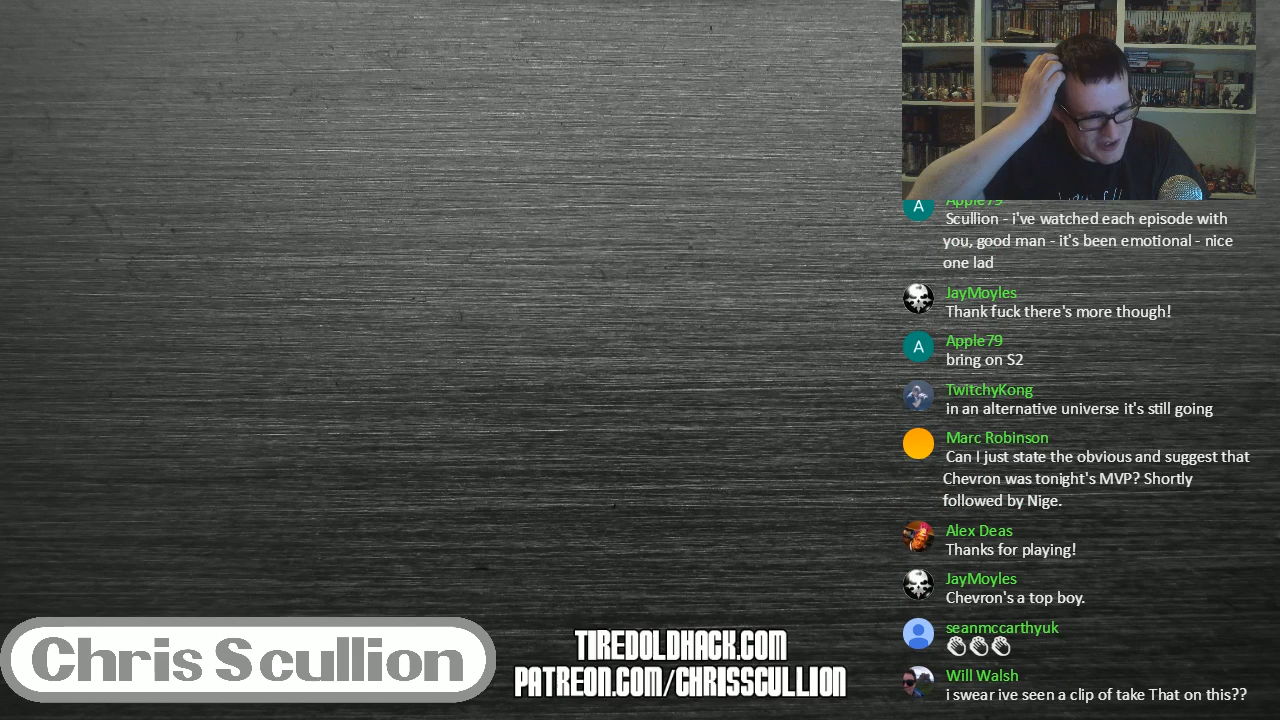 Apple79
Scullion - i've watched each episode with
you, good man - it's been emotional - nice
one lad
JayMoyles
Thank fuck there's more though!
A
Apple79
bring on S2
TwitchyKong
in an alternative universe it's still going
Marc Robinson
Can I just state the obvious and suggest that
Chevron was tonight's MVP? Shortly
followed by Nige.
Alex Deas
Thanks for playing!
JayMoyles
Chevron's a top boy.
seanmccarthyuk
👏👏👏
Will Walsh
i swear ive seen a clip of take That on this??
Chris Scullion
TIREDOLDHACK.COM
PATREON.COM/CHRISSCULLION